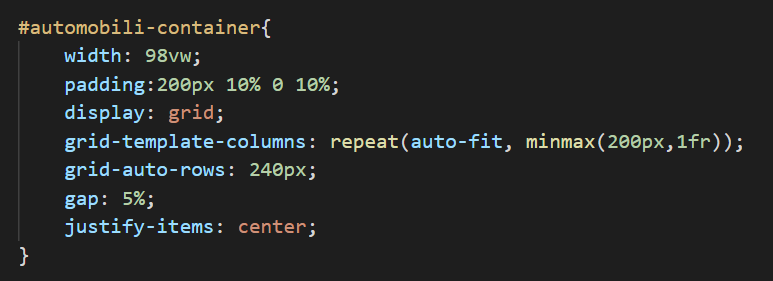 #automobili-container{
    width: 98vw;
    padding:200px 10% 0 10%;
    display: grid;
    grid-template-columns: repeat(auto-fit, minmax(200px,1fr));
    grid-auto-rows: 240px;
    gap: 5%;
    justify-items: center;
}